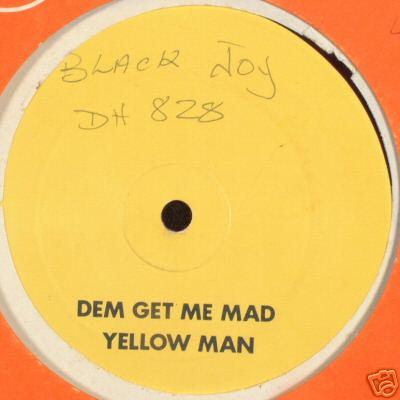 BLACK JOY
DH 828
DEM GET ME MAD
YELLOW MAN